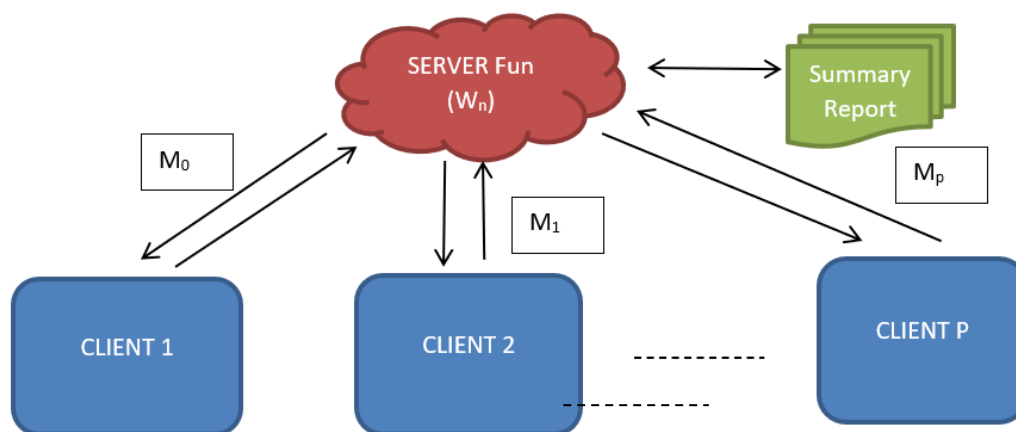 SERVER Fun
(Wₙ)
Summary
Report
M₀
M₁
Mₚ
CLIENT 1
CLIENT 2
CLIENT P